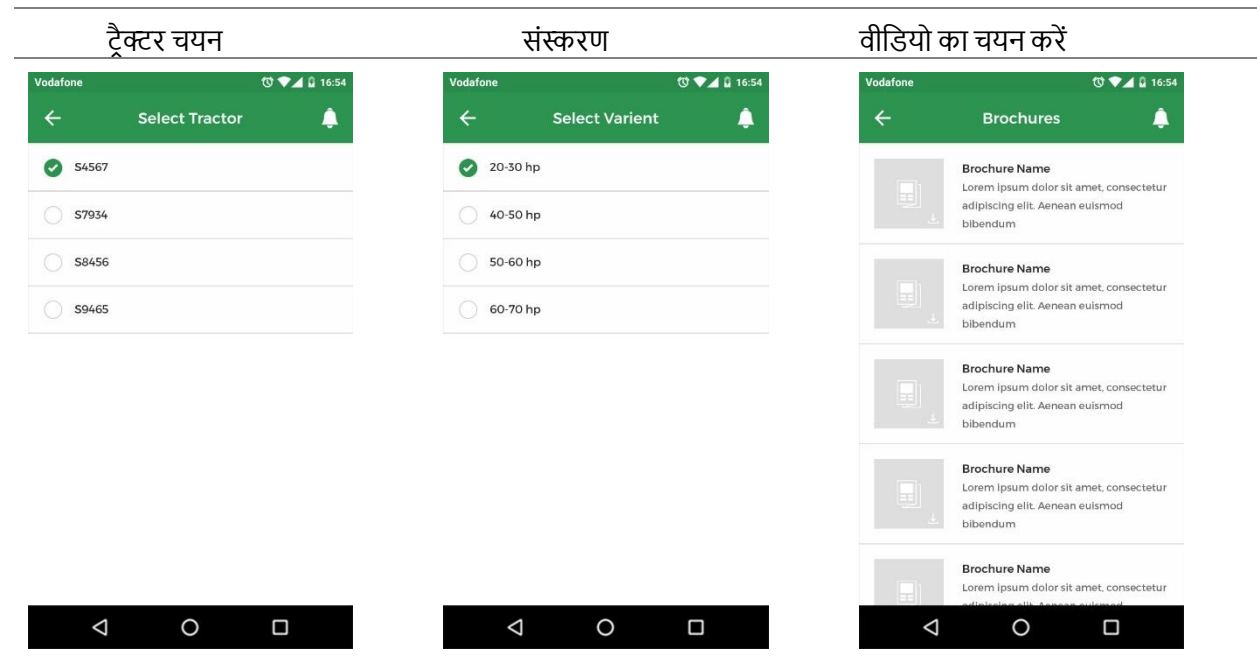 ट्रैक्टर चयन
संस्करण
वीडियो का चयन करें
Vodafone 16:54
Select Tractor
S4567
S7934
S8456
S9465
Vodafone 16:54
Select Varient
20-30 hp
40-50 hp
50-60 hp
60-70 hp
Vodafone 16:54
Brochures
Brochure Name
Lorem ipsum dolor sit amet, consectetur
adipiscing elit. Aenean euismod
bibendum
Brochure Name
Lorem ipsum dolor sit amet, consectetur
adipiscing elit. Aenean euismod
bibendum
Brochure Name
Lorem ipsum dolor sit amet, consectetur
adipiscing elit. Aenean euismod
bibendum
Brochure Name
Lorem ipsum dolor sit amet, consectetur
adipiscing elit. Aenean euismod
bibendum
Brochure Name
Lorem ipsum dolor sit amet, consectetur